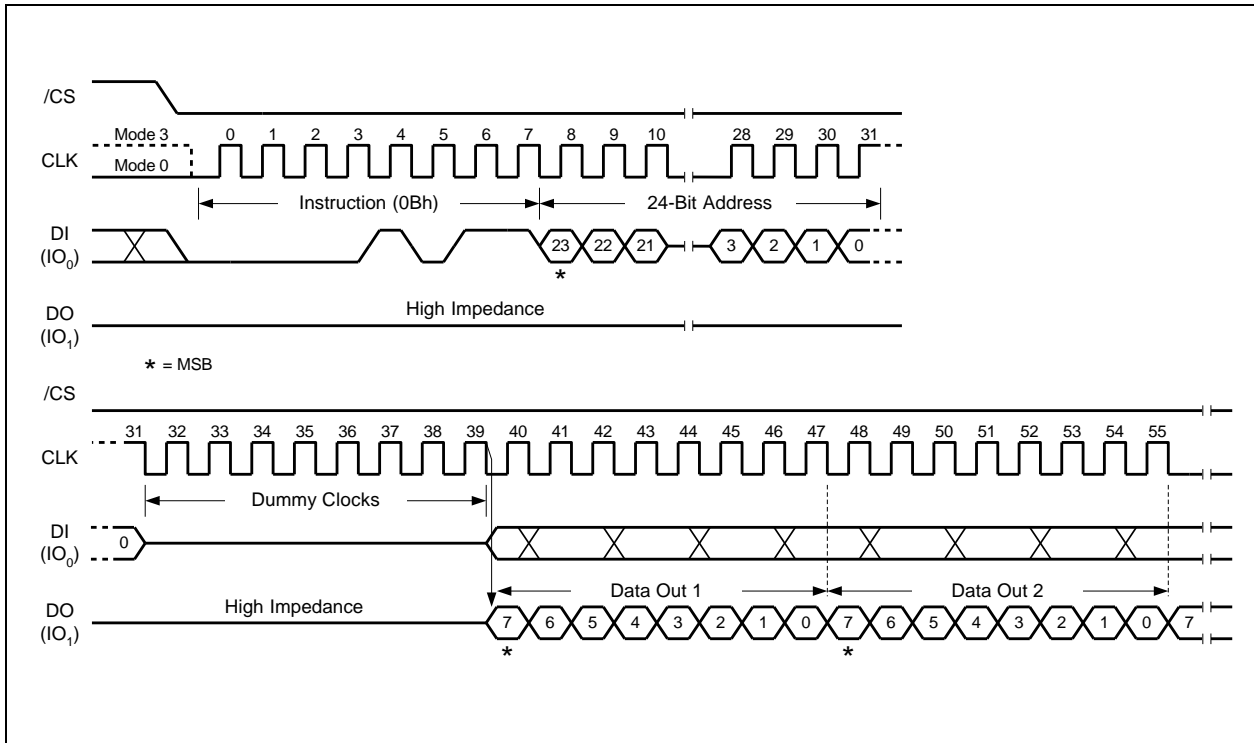 /CS
Mode 3 0 1 2 3 4 5 6 7 8 9 10 28 29 30 31
CLK
Mode 0
Instruction (0Bh) 24-Bit Address
DI
(IO0) 23 22 21 3 2 1 0
*
High Impedance
DO
(IO1)
* = MSB
/CS
31 32 33 34 35 36 37 38 39 40 41 42 43 44 45 46 47 48 49 50 51 52 53 54 55
CLK
Dummy Clocks
DI
(IO0) 0
Data Out 1 Data Out 2
High Impedance
DO
(IO1) 7 6 5 4 3 2 1 0 7 6 5 4 3 2 1 0 7
* *